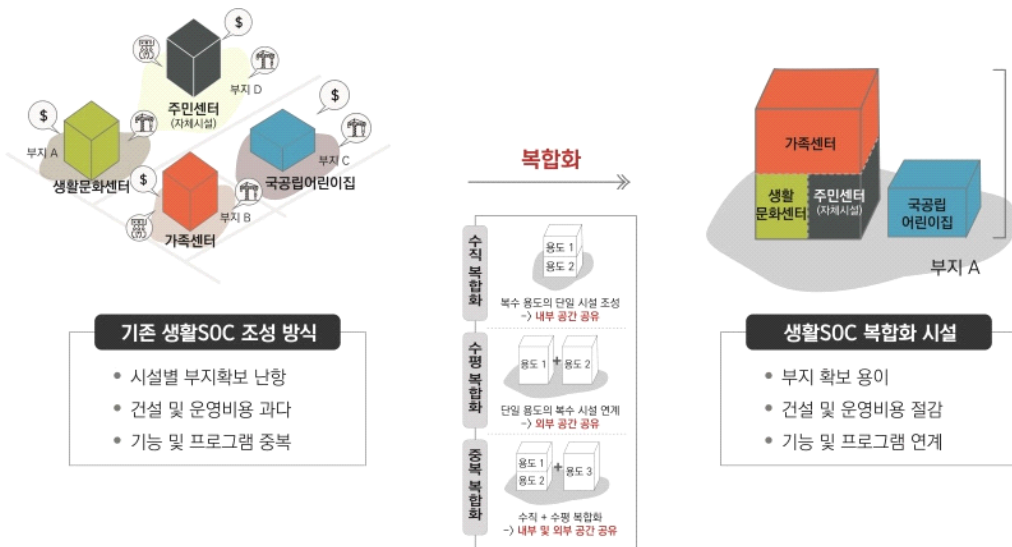 $
부지 D
주민센터
(자체시설)
$
부지 A
생활문화센터
$
부지 C
국공립어린이집
$
부지 B
가족센터
기존 생활SOC 조성 방식
• 시설별 부지확보 난항
• 건설 및 운영비용 과다
• 기능 및 프로그램 중복
복합화
수직 복합화
용도 1
용도 2
복수 용도의 단일 시설 조성
-> 내부 공간 공유
수평 복합화
용도 1
+
용도 2
단일 용도의 복수 시설 연계
-> 외부 공간 공유
중복 복합화
용도 1
용도 2
+
용도 3
수직 + 수평 복합화
-> 내부 및 외부 공간 공유
가족센터
생활
문화센터
주민센터
(자체시설)
국공립
어린이집
부지 A
생활SOC 복합화 시설
• 부지 확보 용이
• 건설 및 운영비용 절감
• 기능 및 프로그램 연계